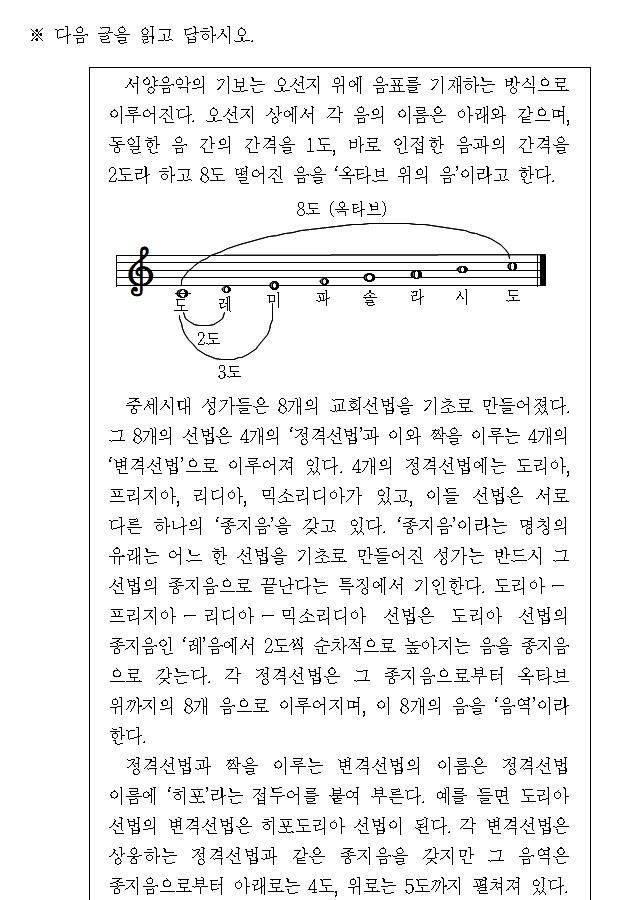 ※ 다음 글을 읽고 답하시오.
서양음악의 기보는 오선지 위에 음표를 기재하는 방식으로
이루어진다. 오선지 상에서 각 음의 이름은 아래와 같으며,
동일한 음 간의 간격을 1도, 바로 인접한 음과의 간격을
2도라 하고 8도 떨어진 음을 ‘옥타브 위의 음’이라고 한다.
8도 (옥타브)
도 레 미 파 솔 라 시 도
2도
3도
중세시대 성가들은 8개의 교회선법을 기초로 만들어졌다.
그 8개의 선법은 4개의 ‘정격선법’과 이와 짝을 이루는 4개의
‘변격선법’으로 이루어져 있다. 4개의 정격선법에는 도리아,
프리지아, 리디아, 믹소리디아가 있고, 이들 선법은 서로
다른 하나의 ‘종지음’을 갖고 있다. ‘종지음’이라는 명칭의
유래는 어느 한 선법을 기초로 만들어진 성가는 반드시 그
선법의 종지음으로 끝난다는 특징에서 기인한다. 도리아 –
프리지아 – 리디아 – 믹소리디아 선법은 도리아 선법의
종지음인 ‘레’음에서 2도씩 순차적으로 높아지는 음을 종지음
으로 갖는다. 각 정격선법은 그 종지음으로부터 옥타브
위까지의 8개 음으로 이루어지며, 이 8개의 음을 ‘음역’이라
한다.
정격선법과 짝을 이루는 변격선법의 이름은 정격선법
이름에 ‘히포’라는 접두어를 붙여 부른다. 예를 들면 도리아
선법의 변격선법은 히포도리아 선법이 된다. 각 변격선법은
상응하는 정격선법과 같은 종지음을 갖지만 그 음역은
종지음으로부터 아래로는 4도, 위로는 5도까지 펼쳐져 있다.